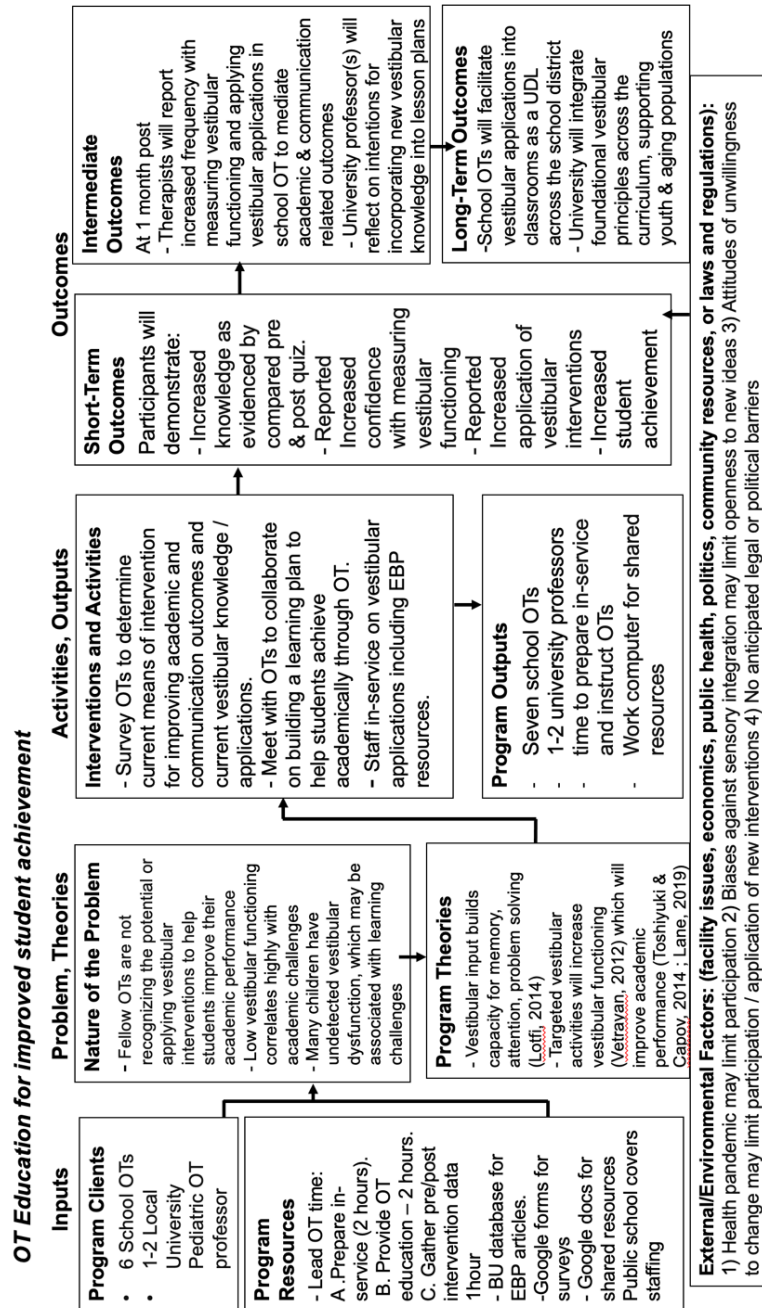 OT Education for improved student achievement
Inputs
Program Clients
• 6 School OTs
• 1-2 Local
University
Pediatric OT
professor
Program
Resources
- Lead OT time:
A .Prepare in-
service (2 hours).
B. Provide OT
education – 2 hours.
C. Gather pre/post
intervention data
1hour
- BU database for
EBP articles.
-Google forms for
surveys
- Google docs for
shared resources
Public school covers
staffing
Problem, Theories
Nature of the Problem
- Fellow OTs are not
recognizing the potential or
applying vestibular
interventions to help
students improve their
academic performance
- Low vestibular functioning
correlates highly with
academic challenges
- Many children have
undetected vestibular
dysfunction, which may be
associated with learning
challenges
Program Theories
- Vestibular input builds
capacity for memory,
attention, problem solving
(Lotfi, 2014)
- Targeted vestibular
activities will increase
vestibular functioning
(Vetravan, 2012) which will
improve academic
performance (Toshiyuki &
Capov, 2014 ; Lane, 2019)
Activities, Outputs
Interventions and Activities
- Survey OTs to determine
current means of intervention
for improving academic and
communication outcomes and
current vestibular knowledge /
applications.
- Meet with OTs to collaborate
on building a learning plan to
help students achieve
academically through OT.
- Staff in-service on vestibular
applications including EBP
resources.
Program Outputs
- Seven school OTs
- 1-2 university professors
- time to prepare in-service
and instruct OTs
- Work computer for shared
resources
Outcomes
Short-Term
Outcomes
Participants will
demonstrate:
- Increased
knowledge as
evidenced by
compared pre
& post quiz.
- Reported
Increased
confidence
with measuring
vestibular
functioning
- Reported
Increased
application of
vestibular
interventions
- Increased
student
achievement
Intermediate
Outcomes
At 1 month post
- Therapists will report
increased frequency with
measuring vestibular
functioning and applying
vestibular applications in
school OT to mediate
academic & communication
related outcomes
- University professor(s) will
reflect on intentions for
incorporating new vestibular
knowledge into lesson plans
Long-Term Outcomes
-School OTs will facilitate
vestibular applications into
classrooms as a UDL
across the school district
- University will integrate
foundational vestibular
principles across the
curriculum, supporting
youth & aging populations
External/Environmental Factors: (facility issues, economics, public health, politics, community resources, or laws and regulations):
1) Health pandemic may limit participation 2) Biases against sensory integration may limit openness to new ideas 3) Attitudes of unwillingness
to change may limit participation / application of new interventions 4) No anticipated legal or political barriers